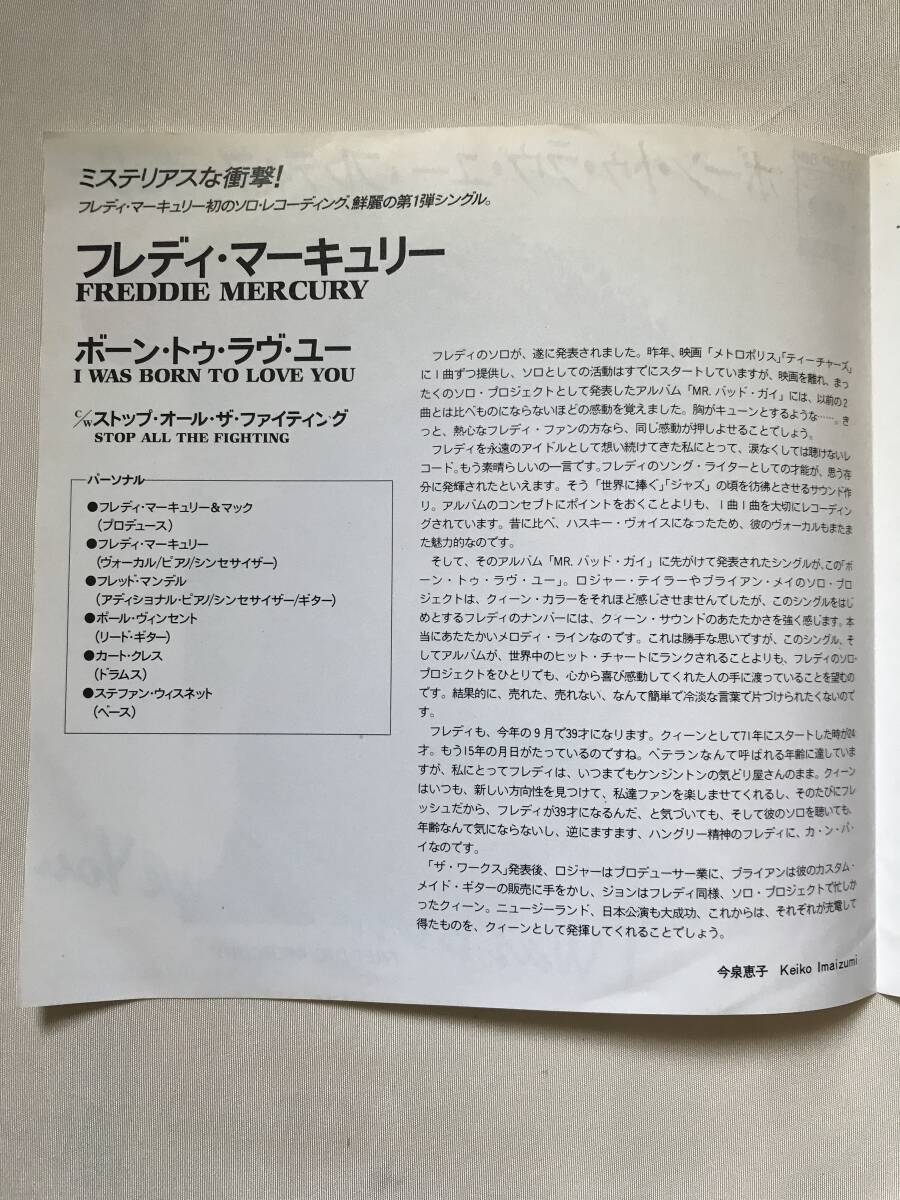 ミステリアスな衝撃!
フレディ・マーキュリー初のソロ・レコーディング、鮮麗の第1弾シングル。
フレディ・マーキュリー
FREDDIE MERCURY
ボーン・トゥ・ラヴ・ユー
I WAS BORN TO LOVE YOU
C/Wストップ・オール・ザ・ファイティング
STOP ALL THE FIGHTING
パーソナル
●フレディ・マーキュリー&マック
(プロデュース)
●フレディ・マーキュリー
(ヴォーカル/ピアノ/シンセサイザー)
●フレッド・マンデル
(アディショナル・ピアノ/シンセサイザー/ギター)
●ポール・ヴィンセント
(リード・ギター)
●カート・クレス
(ドラムス)
●ステファン・ウィスネット
(ベース)
フレディのソロが、遂に発表されました。昨年、映画「メトロポリス」「ティーチャーズ」
に1曲ずつ提供し、ソロとしての活動はすでにスタートしていますが、映画を離れ、まっ
たくのソロ・プロジェクトとして発表したアルバム「MR. バッド・ガイ」には、以前の2
曲とは比べものにならないほどの感動を覚えました。胸がキューンとするような……。き
っと、熱心なフレディ・ファンの方なら、同じ感動が押しよせることでしょう。
フレディを永遠のアイドルとして想い続けてきた私にとって、涙なくしては聴けないレ
コード。もう素晴らしいの一言です。フレディのソング・ライターとしての才能が、思う存
分に発輝されたといえます。そう「世界に捧ぐ」「ジャズ」の頃を彷彿とさせるサウンド作
り。アルバムのコンセプトにポイントをおくことよりも、1曲1曲を大切にレコーディン
グされています。昔に比べ、ハスキー・ヴォイスになったため、彼のヴォーカルもまたま
た魅力的なのです。
そして、そのアルバム「MR. バッド・ガイ」に先がけて発表されたシングルが、この「ボ
ーン・トゥ・ラヴ・ユー」。ロジャー・テイラーやブライアン・メイのソロ・プロ
ジェクトは、クィーン・カラーをそれほど感じさせませんでしたが、このシングルをはじ
めとするフレディのナンバーには、クィーン・サウンドのあたたかさを強く感じます。本
当にあたたかいメロディ・ラインなのです。これは勝手な思いですが、このシングル、そ
してアルバムが、世界中のヒット・チャートにランクされることよりも、フレディのソロ・
プロジェクトをひとりでも、心から喜び感動してくれた人の手に渡っていることを望むの
です。結果的に、売れた、売れない、なんて簡単で冷淡な言葉で片づけられたくないので
す。
フレディも、今年の9月で39才になります。クィーンとして71年にスタートした時が24
才。もう15年の月日がたっているのですね。ベテランなんて呼ばれる年齢に達していま
すが、私にとってフレディは、いつまでもケンジントンの気どり屋さんのまま。クィーン
はいつも、新しい方向性を見つけて、私達ファンを楽しませてくれるし、そのたびにフレ
ッシュだから、フレディが39才になるんだ、と気づいても、そして彼のソロを聴いても、
年齢なんて気にならないし、逆にますます、ハングリー精神のフレディに、カ・ン・パ・
イなのです。
「ザ・ワークス」発表後、ロジャーはプロデューサー業に、ブライアンは彼のカスタム・
メイド・ギターの販売に手をかし、ジョンはフレディ同様、ソロ・プロジェクトで忙しか
ったクィーン。ニュージーランド、日本公演も大成功、これからは、それぞれが充電して
得たものを、クィーンとして発揮してくれることでしょう。
今泉恵子 Keiko Imaizumi